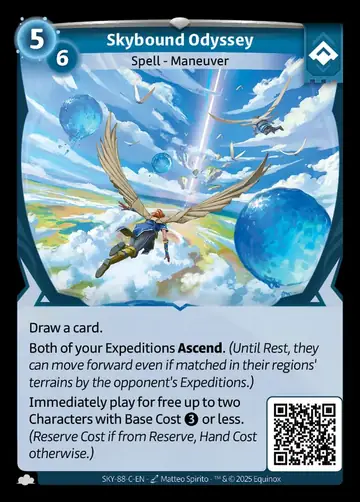 5
Skybound Odyssey
6
Spell - Maneuver
Draw a card.
Both of your Expeditions Ascend. (Until Rest, they
can move forward even if matched in their regions'
terrains by the opponent's Expeditions.)
Immediately play for free up to two
Characters with Base Cost 3 or less.
(Reserve Cost if from Reserve, Hand Cost
otherwise.)
SKY-88-C-EN - Matteo Spirito - ™ & © 2025 Equinox